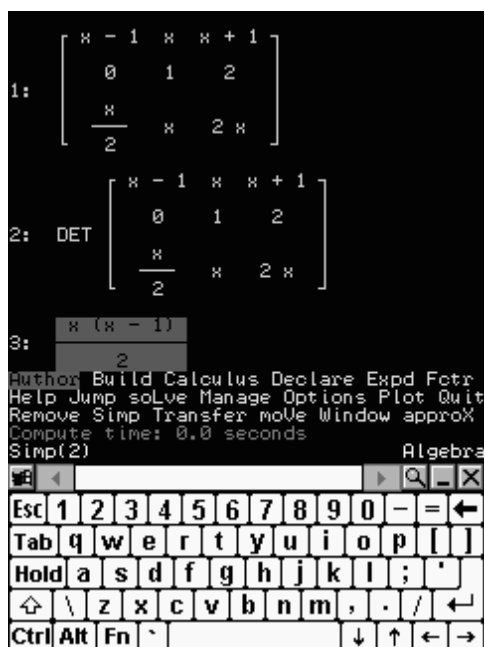 x - 1 x x + 1
0 1 2
1:
x
x 2 x
2
x - 1 x x + 1
0 1 2
2: DET
x
x 2 x
2
x (x - 1)
3:
2
Author Build Calculus Declare Expd Fctr
Help Jump soLve Manage Options Plot Quit
Remove Simp Transfer moVe Window approX
Compute time: 0.0 seconds
Simp(2) Algebra
Esc 1 2 3 4 5 6 7 8 9 0 - = ←
Tab q w e r t y u i o p [ ]
Hold a s d f g h j k l ; '
⇧ \ z x c v b n m , . / ↵
Ctrl Alt Fn ` ↓ ↑ ← →